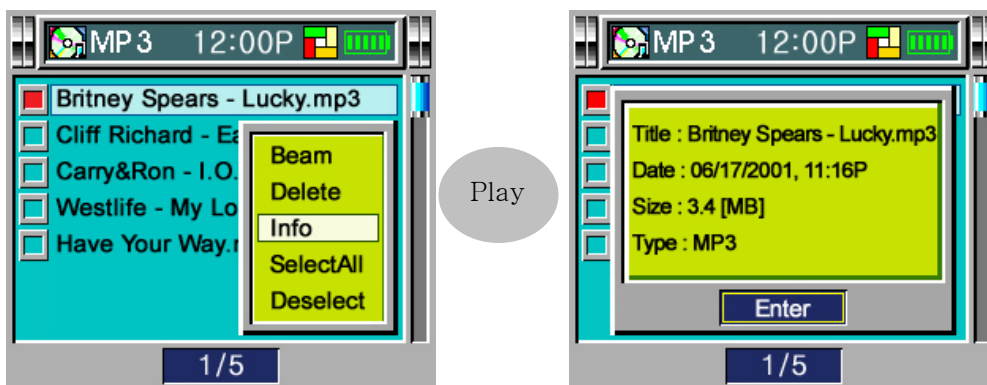 MP3 12:00P
Britney Spears - Lucky.mp3
Cliff Richard - Ea
Carry&Ron - I.O.
Westlife - My Lo
Have Your Way.
Beam
Delete
Info
SelectAll
Deselect
1/5
Play
MP3 12:00P
Title : Britney Spears - Lucky.mp3
Date : 06/17/2001, 11:16P
Size : 3.4 [MB]
Type : MP3
Enter
1/5